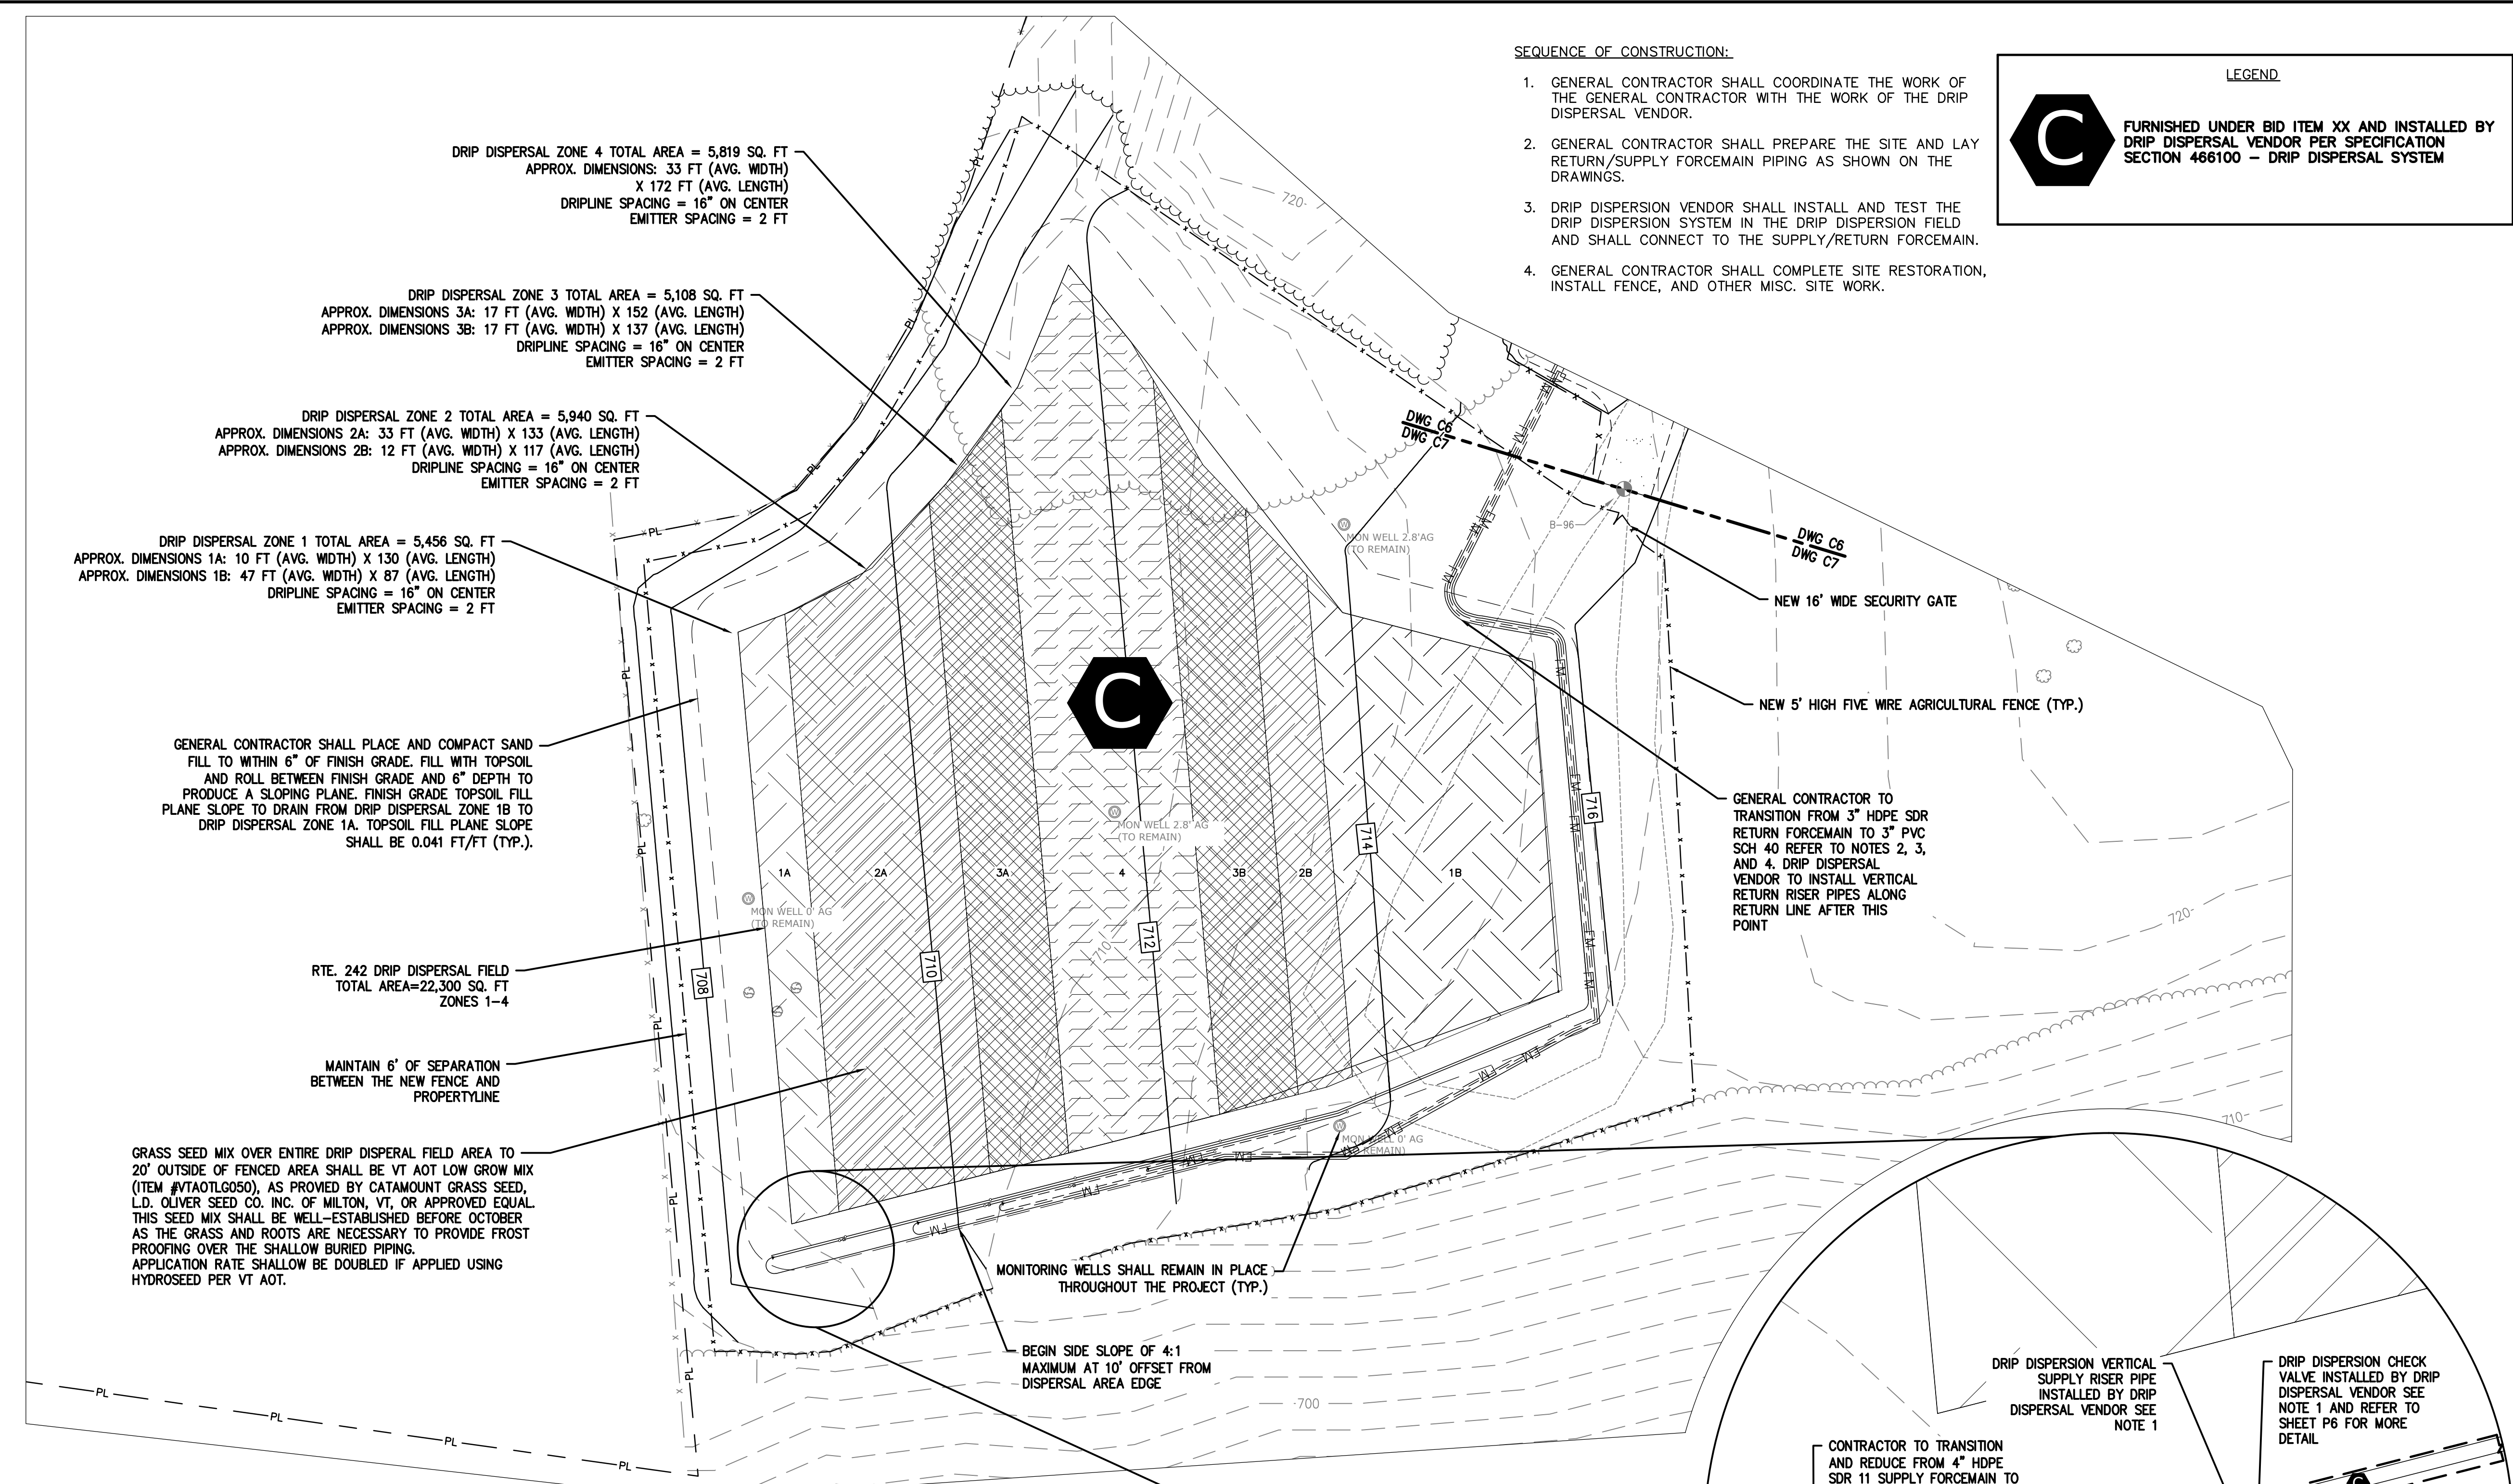 SEQUENCE OF CONSTRUCTION:
1. GENERAL CONTRACTOR SHALL COORDINATE THE WORK OF
THE GENERAL CONTRACTOR WITH THE WORK OF THE DRIP
DISPERSAL VENDOR.
2. GENERAL CONTRACTOR SHALL PREPARE THE SITE AND LAY
RETURN/SUPPLY FORCEMAIN PIPING AS SHOWN ON THE
DRAWINGS.
3. DRIP DISPERSION VENDOR SHALL INSTALL AND TEST THE
DRIP DISPERSION SYSTEM IN THE DRIP DISPERSION FIELD
AND SHALL CONNECT TO THE SUPPLY/RETURN FORCEMAIN.
4. GENERAL CONTRACTOR SHALL COMPLETE SITE RESTORATION,
INSTALL FENCE, AND OTHER MISC. SITE WORK.
LEGEND
C
FURNISHED UNDER BID ITEM XX AND INSTALLED BY
DRIP DISPERSAL VENDOR PER SPECIFICATION
SECTION 466100 – DRIP DISPERSAL SYSTEM
DRIP DISPERSAL ZONE 4 TOTAL AREA = 5,819 SQ. FT
APPROX. DIMENSIONS: 33 FT (AVG. WIDTH)
X 172 FT (AVG. LENGTH)
DRIPLINE SPACING = 16" ON CENTER
EMITTER SPACING = 2 FT
DRIP DISPERSAL ZONE 3 TOTAL AREA = 5,108 SQ. FT
APPROX. DIMENSIONS 3A: 17 FT (AVG. WIDTH) X 152 (AVG. LENGTH)
APPROX. DIMENSIONS 3B: 17 FT (AVG. WIDTH) X 137 (AVG. LENGTH)
DRIPLINE SPACING = 16" ON CENTER
EMITTER SPACING = 2 FT
DRIP DISPERSAL ZONE 2 TOTAL AREA = 5,940 SQ. FT
APPROX. DIMENSIONS 2A: 33 FT (AVG. WIDTH) X 133 (AVG. LENGTH)
APPROX. DIMENSIONS 2B: 12 FT (AVG. WIDTH) X 117 (AVG. LENGTH)
DRIPLINE SPACING = 16" ON CENTER
EMITTER SPACING = 2 FT
DRIP DISPERSAL ZONE 1 TOTAL AREA = 5,456 SQ. FT
APPROX. DIMENSIONS 1A: 10 FT (AVG. WIDTH) X 130 (AVG. LENGTH)
APPROX. DIMENSIONS 1B: 47 FT (AVG. WIDTH) X 87 (AVG. LENGTH)
DRIPLINE SPACING = 16" ON CENTER
EMITTER SPACING = 2 FT
GENERAL CONTRACTOR SHALL PLACE AND COMPACT SAND
FILL TO WITHIN 6" OF FINISH GRADE. FILL WITH TOPSOIL
AND ROLL BETWEEN FINISH GRADE AND 6" DEPTH TO
PRODUCE A SLOPING PLANE. FINISH GRADE TOPSOIL FILL
PLANE SLOPE TO DRAIN FROM DRIP DISPERSAL ZONE 1B TO
DRIP DISPERSAL ZONE 1A. TOPSOIL FILL PLANE SLOPE
SHALL BE 0.041 FT/FT (TYP.).
RTE. 242 DRIP DISPERSAL FIELD
TOTAL AREA=22,300 SQ. FT
ZONES 1–4
MAINTAIN 6' OF SEPARATION
BETWEEN THE NEW FENCE AND
PROPERTYLINE
GRASS SEED MIX OVER ENTIRE DRIP DISPERAL FIELD AREA TO
20' OUTSIDE OF FENCED AREA SHALL BE VT AOT LOW GROW MIX
(ITEM #VTAOTLG050), AS PROVIED BY CATAMOUNT GRASS SEED,
L.D. OLIVER SEED CO. INC. OF MILTON, VT, OR APPROVED EQUAL.
THIS SEED MIX SHALL BE WELL–ESTABLISHED BEFORE OCTOBER
AS THE GRASS AND ROOTS ARE NECESSARY TO PROVIDE FROST
PROOFING OVER THE SHALLOW BURIED PIPING.
APPLICATION RATE SHALLOW BE DOUBLED IF APPLIED USING
HYDROSEED PER VT AOT.
720
DWG C6
DWG C7
B-96
DWG C6
DWG C7
NEW 16' WIDE SECURITY GATE
NEW 5' HIGH FIVE WIRE AGRICULTURAL FENCE (TYP.)
GENERAL CONTRACTOR TO
TRANSITION FROM 3" HDPE SDR
RETURN FORCEMAIN TO 3" PVC
SCH 40 REFER TO NOTES 2, 3,
AND 4. DRIP DISPERSAL
VENDOR TO INSTALL VERTICAL
RETURN RISER PIPES ALONG
RETURN LINE AFTER THIS
POINT
MON WELL 2.8'AG
(TO REMAIN)
C
MON WELL 2.8' AG
(TO REMAIN)
1A
2A
3A
4
3B
2B
1B
MON WELL 0' AG
(TO REMAIN)
708
710
712
714
716
710
720
710
700
MON WELL 0' AG
REMAIN)
PL
PL
PL
PL
PL
PL
PL
PL
PL
PL
PL
PL
PL
PL
FM
FM
FM
FM
FM
FM
FM
FM
FM
FM
FM
MONITORING WELLS SHALL REMAIN IN PLACE
THROUGHOUT THE PROJECT (TYP.)
BEGIN SIDE SLOPE OF 4:1
MAXIMUM AT 10' OFFSET FROM
DISPERSAL AREA EDGE
DRIP DISPERSION VERTICAL
SUPPLY RISER PIPE
INSTALLED BY DRIP
DISPERSAL VENDOR SEE
NOTE 1
DRIP DISPERSION CHECK
VALVE INSTALLED BY DRIP
DISPERSAL VENDOR SEE
NOTE 1 AND REFER TO
SHEET P6 FOR MORE
DETAIL
CONTRACTOR TO TRANSITION
AND REDUCE FROM 4" HDPE
SDR 11 SUPPLY FORCEMAIN TO